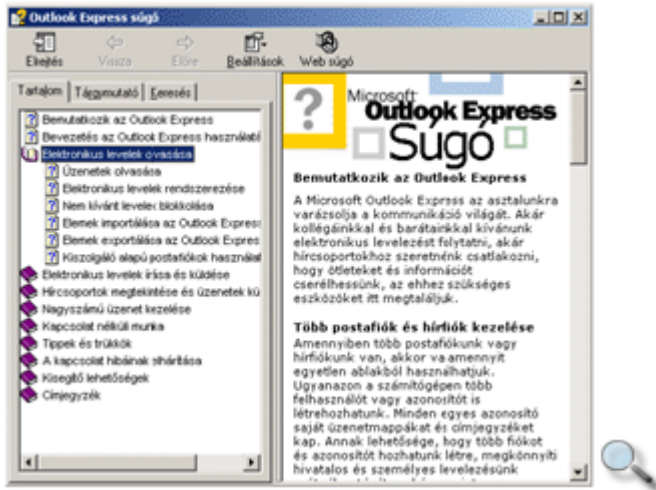 Outlook Express súgó
Elrejtés Vissza Előre Beállítások Web súgó
Tartalom Tárgymutató Keresés
Bemutatkozik az Outlook Express
Bevezetés az Outlook Express
Elektronikus levelek olvasása
Üzenetek olvasása
Elektronikus levelek rendszerezése
Nem kívánt levelek blokkolása
Elemek importálása az Outlook
Elemek exportálása az Outlook
Kiszolgáló alapú postafiókok
Elektronikus levelek írása és küldése
Hírcsoportok megtekintése és üzenetek
Nagyszámú üzenet kezelése
Kapcsolat nélküli munka
Tippek és trükkök
A kapcsolat hibáinak elhárítása
Kisegítő lehetőségek
Címjegyzék
Microsoft
Outlook Express
Súgó
Bemutatkozik az Outlook Express
A Microsoft Outlook Express az asztalunkra
varázsolja a kommunikáció világát. Akár
kollégáinkkal és barátainkkal kívánunk
elektronikus levelezést folytatni, akár
hírcsoportokhoz szeretnénk csatlakozni,
hogy ötleteket és információt
cserélhessünk, az ehhez szükséges
eszközöket itt megtaláljuk.
Több postafiók és hírfiók kezelése
Amennyiben több postafiókunk vagy
hírfiókunk van, akkor valamennyit
egyetlen ablakból használhatjuk.
Ugyanazon a számítógépen több
felhasználót vagy azonosítót is
létrehozhatunk. Minden egyes azonosító
saját üzenetmappákat és címjegyzéket
kap. Annak lehetősége, hogy több fiókot
és azonosítót hozhatunk létre, megkönnyíti
hivatalos és személyes levelezésünk